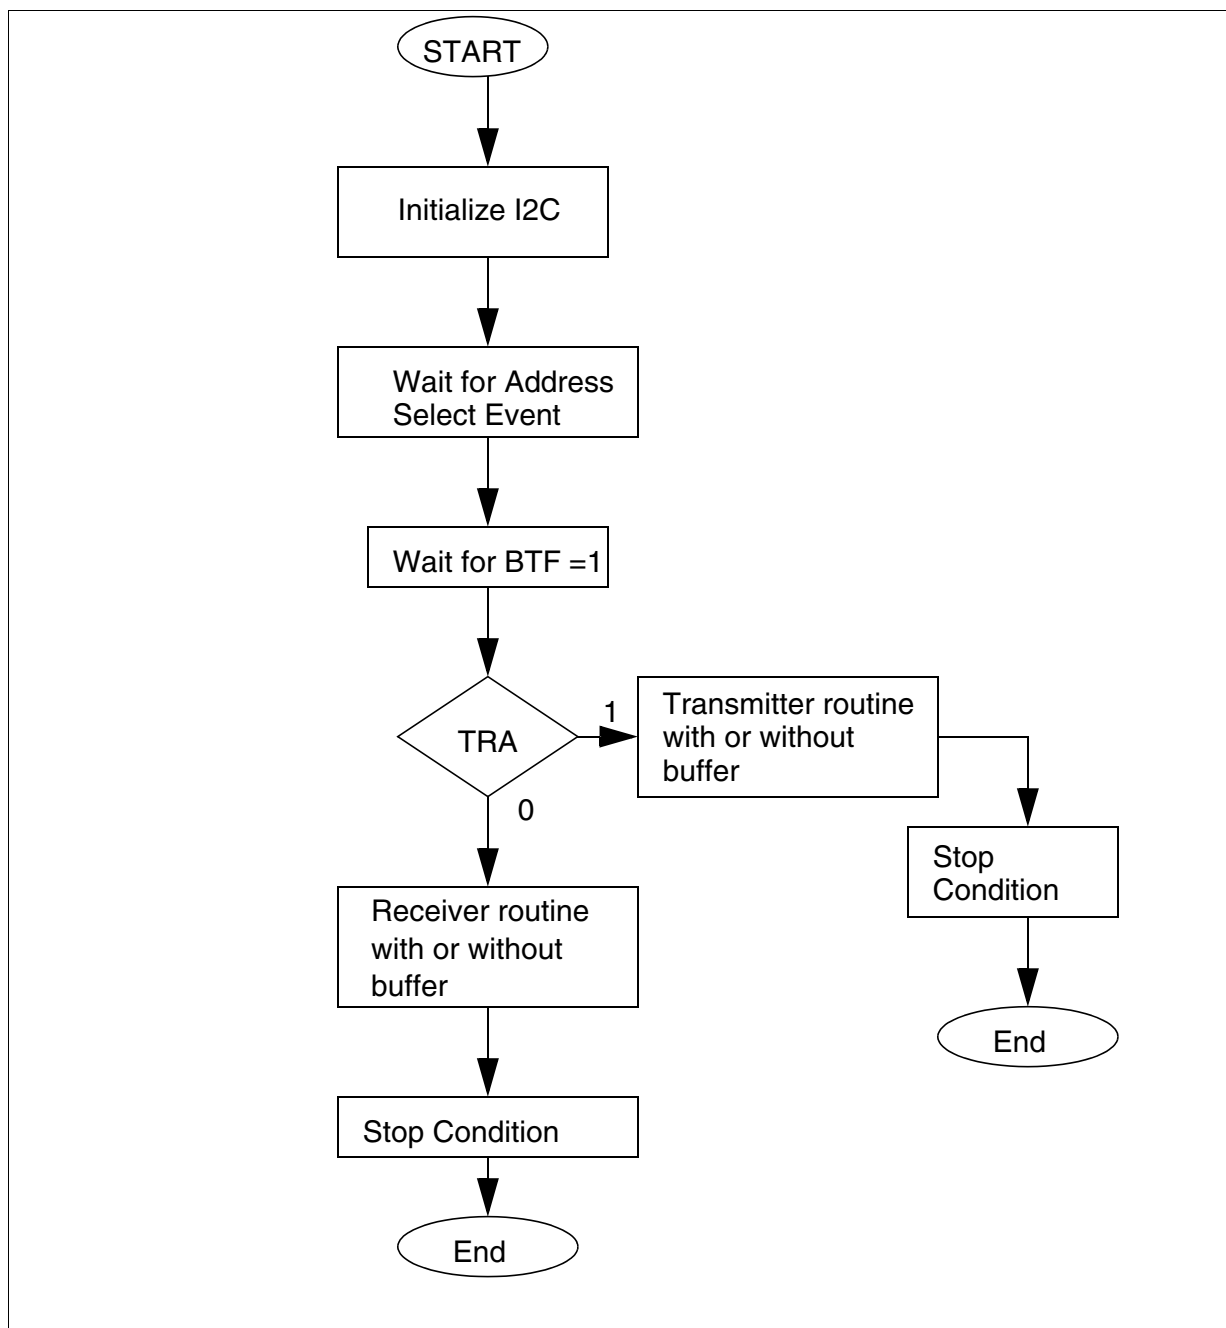 START
Initialize I2C
Wait for Address
Select Event
Wait for BTF =1
TRA
1
Transmitter routine
with or without
buffer
0
Stop
Condition
Receiver routine
with or without
buffer
End
Stop Condition
End